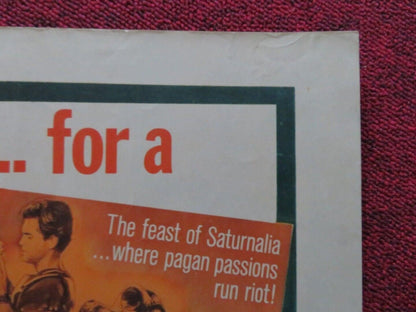 .. for a
The feast of Saturnalia
...where pagan passions
run riot!